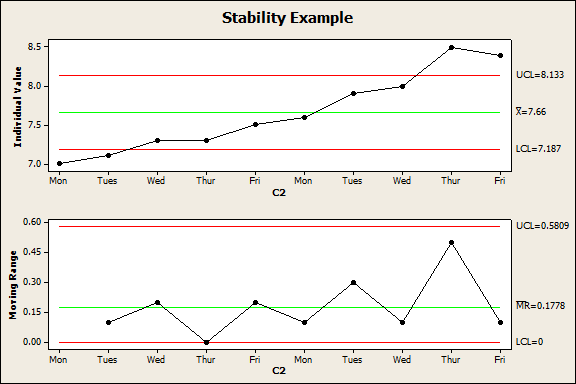 Stability Example
Individual Value
8.5
8.0
7.5
7.0
UCL=8.133
X̅=7.66
LCL=7.187
Mon Tues Wed Thur Fri Mon Tues Wed Thur Fri
C2
Moving Range
0.60
0.45
0.30
0.15
0.00
UCL=0.5809
M̅R̅=0.1778
LCL=0
Mon Tues Wed Thur Fri Mon Tues Wed Thur Fri
C2